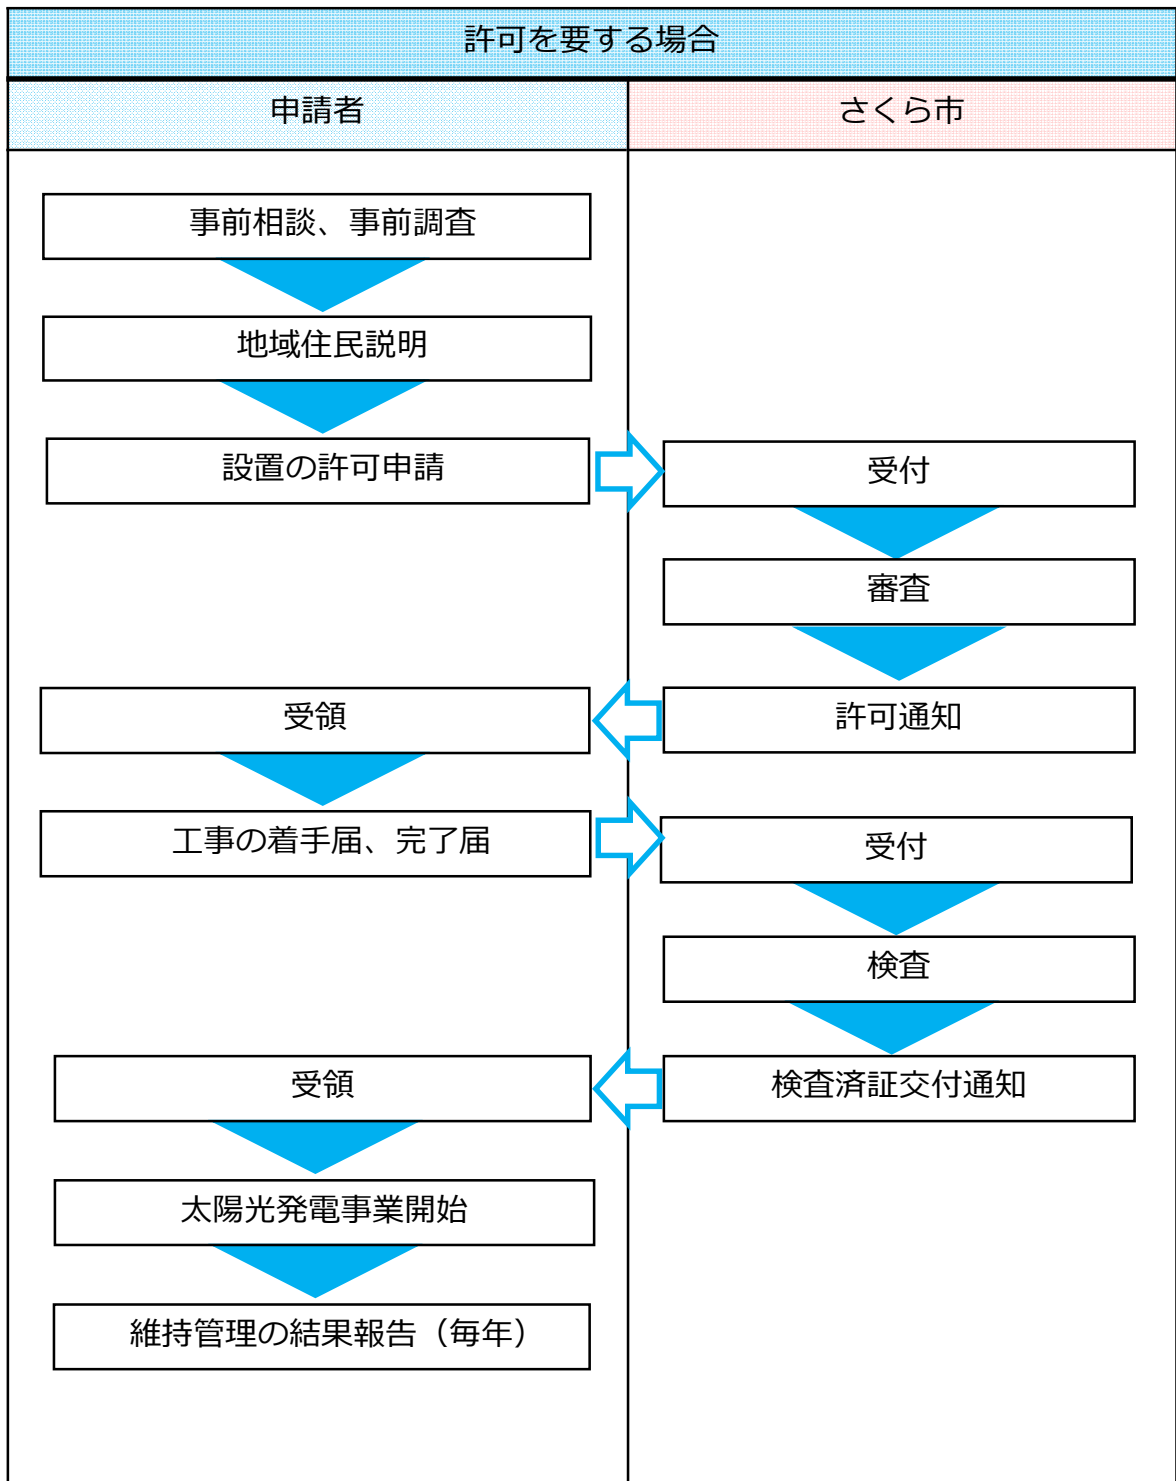 許可を要する場合
申請者
さくら市
事前相談、事前調査
地域住民説明
設置の許可申請
受付
審査
許可通知
受領
工事の着手届、完了届
受付
検査
検査済証交付通知
受領
太陽光発電事業開始
維持管理の結果報告（毎年）